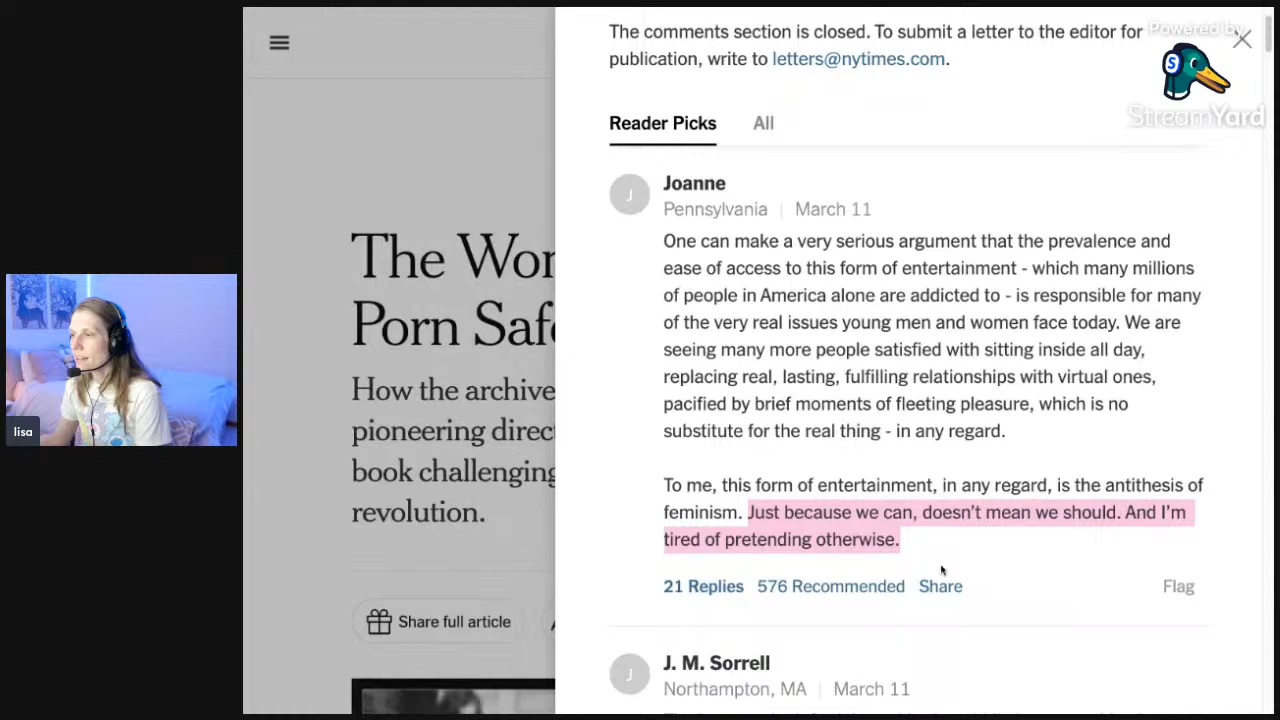 The comments section is closed. To submit a letter to the editor for
publication, write to letters@nytimes.com.
Powered by
S
StreamYard
Reader Picks
All
J
Joanne
Pennsylvania | March 11
One can make a very serious argument that the prevalence and
ease of access to this form of entertainment - which many millions
of people in America alone are addicted to - is responsible for many
of the very real issues young men and women face today. We are
seeing many more people satisfied with sitting inside all day,
replacing real, lasting, fulfilling relationships with virtual ones,
pacified by brief moments of fleeting pleasure, which is no
substitute for the real thing - in any regard.
To me, this form of entertainment, in any regard, is the antithesis of
feminism. Just because we can, doesn't mean we should. And I'm
tired of pretending otherwise.
21 Replies 576 Recommended Share
Flag
J
J. M. Sorrell
Northampton, MA | March 11
The Wor
Porn Safe
How the archive
pioneering direct
book challenging
revolution.
Share full article
lisa